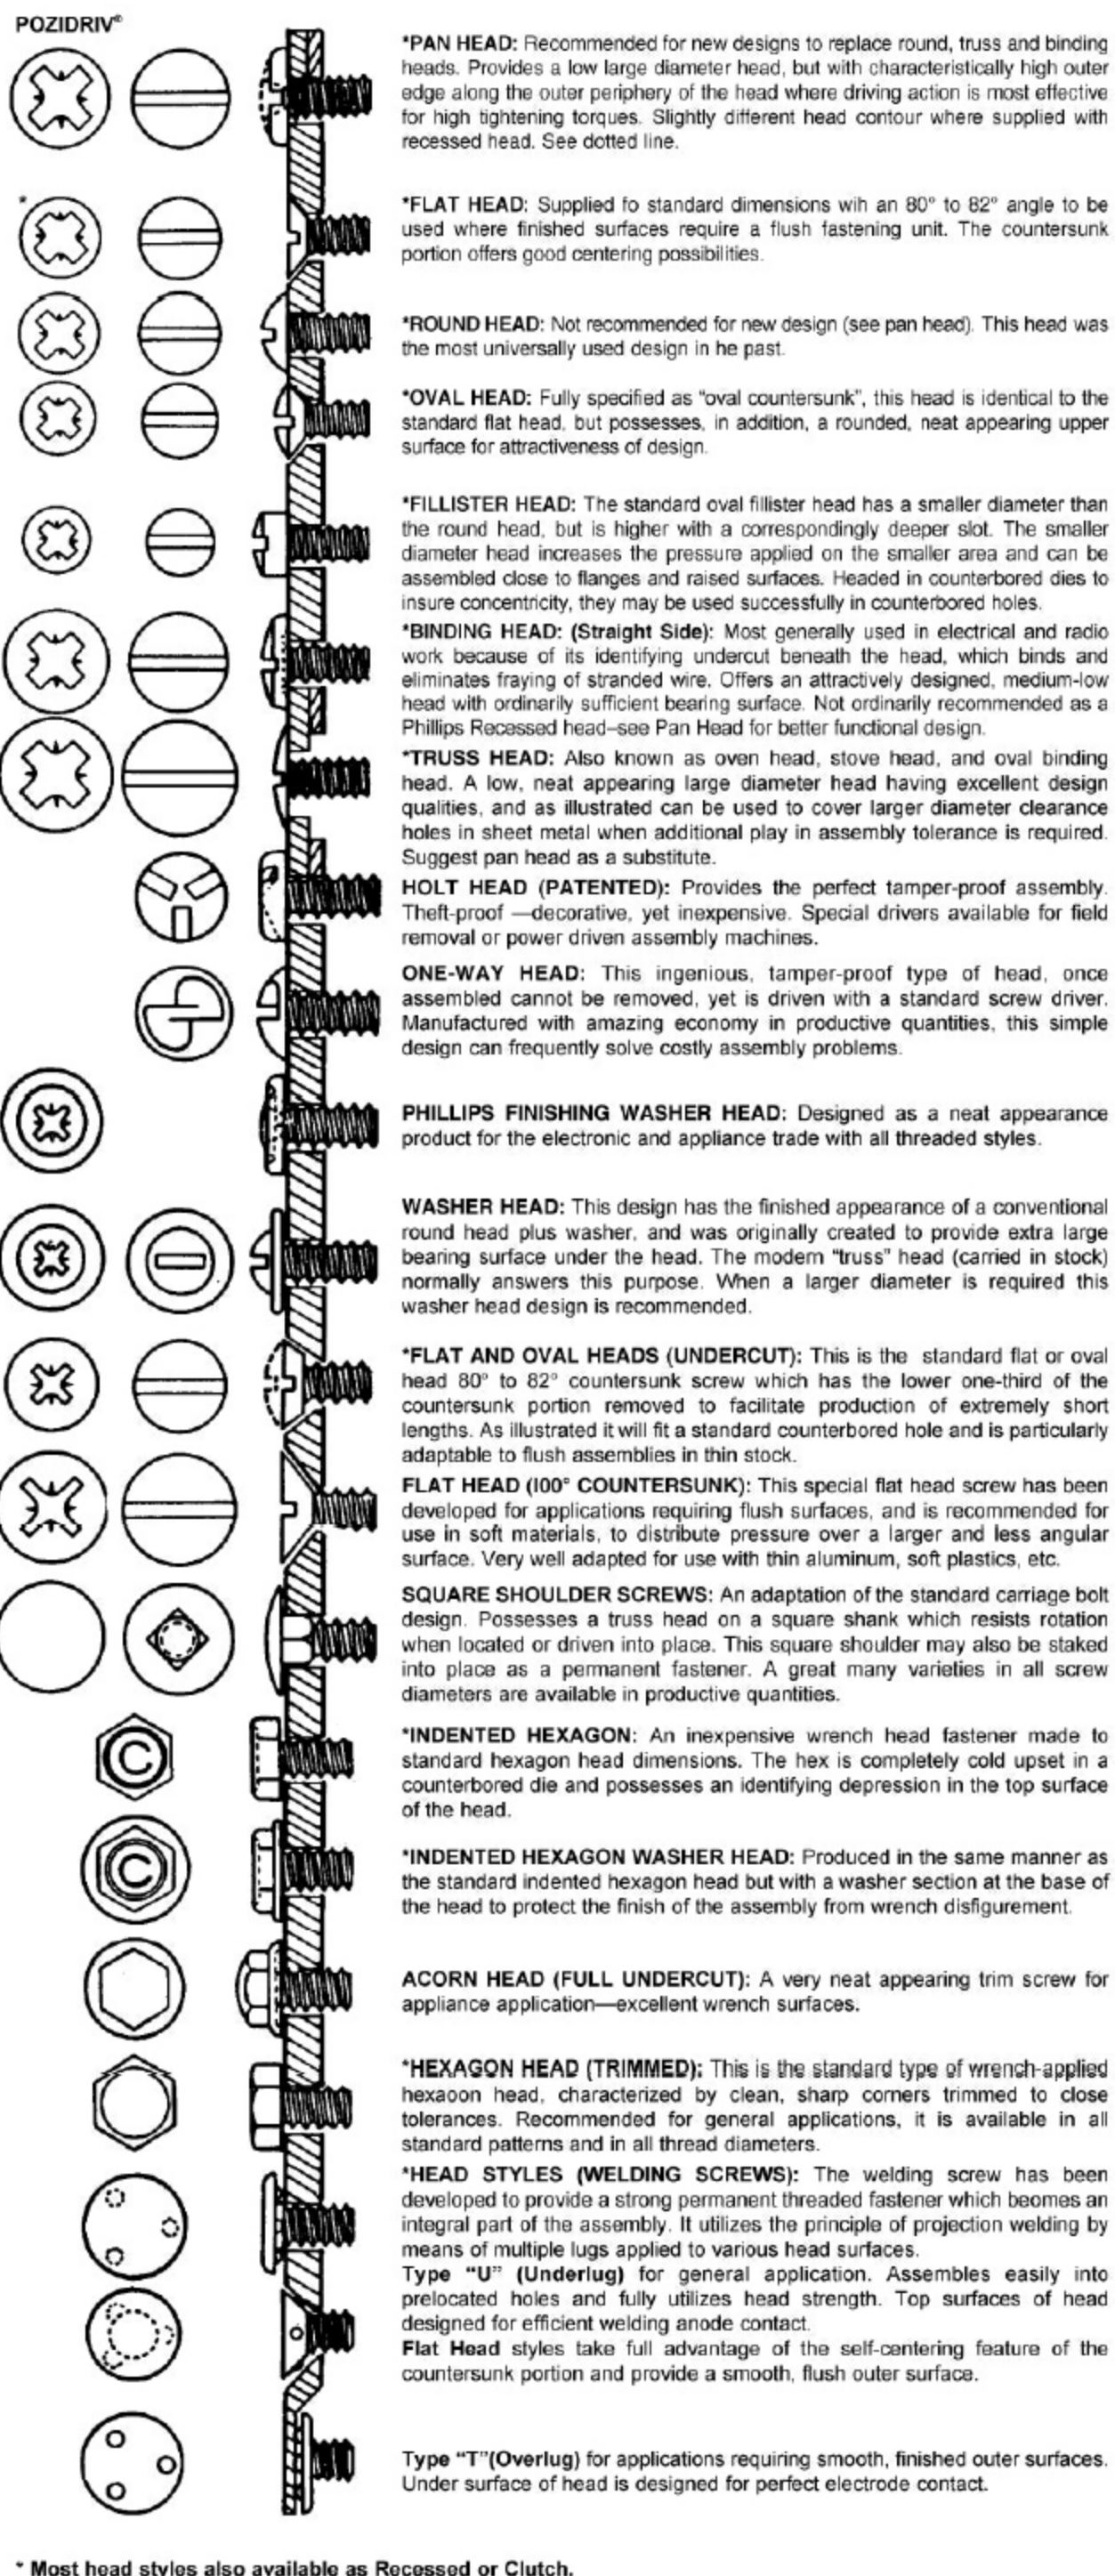 POZIDRIV®
*PAN HEAD: Recommended for new designs to replace round, truss and binding
heads. Provides a low large diameter head, but with characteristically high outer
edge along the outer periphery of the head where driving action is most effective
for high tightening torques. Slightly different head contour where supplied with
recessed head. See dotted line.
*
*FLAT HEAD: Supplied fo standard dimensions wih an 80° to 82° angle to be
used where finished surfaces require a flush fastening unit. The countersunk
portion offers good centering possibilities.
*ROUND HEAD: Not recommended for new design (see pan head). This head was
the most universally used design in he past.
*OVAL HEAD: Fully specified as "oval countersunk", this head is identical to the
standard flat head, but possesses, in addition, a rounded, neat appearing upper
surface for attractiveness of design.
*FILLISTER HEAD: The standard oval fillister head has a smaller diameter than
the round head, but is higher with a correspondingly deeper slot. The smaller
diameter head increases the pressure applied on the smaller area and can be
assembled close to flanges and raised surfaces. Headed in counterbored dies to
insure concentricity, they may be used successfully in counterbored holes.
*BINDING HEAD: (Straight Side): Most generally used in electrical and radio
work because of its identifying undercut beneath the head, which binds and
eliminates fraying of stranded wire. Offers an attractively designed, medium-low
head with ordinarily sufficient bearing surface. Not ordinarily recommended as a
Phillips Recessed head–see Pan Head for better functional design.
*TRUSS HEAD: Also known as oven head, stove head, and oval binding
head. A low, neat appearing large diameter head having excellent design
qualities, and as illustrated can be used to cover larger diameter clearance
holes in sheet metal when additional play in assembly tolerance is required.
Suggest pan head as a substitute.
HOLT HEAD (PATENTED): Provides the perfect tamper-proof assembly.
Theft-proof —decorative, yet inexpensive. Special drivers available for field
removal or power driven assembly machines.
ONE-WAY HEAD: This ingenious, tamper-proof type of head, once
assembled cannot be removed, yet is driven with a standard screw driver.
Manufactured with amazing economy in productive quantities, this simple
design can frequently solve costly assembly problems.
PHILLIPS FINISHING WASHER HEAD: Designed as a neat appearance
product for the electronic and appliance trade with all threaded styles.
WASHER HEAD: This design has the finished appearance of a conventional
round head plus washer, and was originally created to provide extra large
bearing surface under the head. The modern "truss" head (carried in stock)
normally answers this purpose. When a larger diameter is required this
washer head design is recommended.
*FLAT AND OVAL HEADS (UNDERCUT): This is the standard flat or oval
head 80° to 82° countersunk screw which has the lower one-third of the
countersunk portion removed to facilitate production of extremely short
lengths. As illustrated it will fit a standard counterbored hole and is particularly
adaptable to flush assemblies in thin stock.
FLAT HEAD (I00° COUNTERSUNK): This special flat head screw has been
developed for applications requiring flush surfaces, and is recommended for
use in soft materials, to distribute pressure over a larger and less angular
surface. Very well adapted for use with thin aluminum, soft plastics, etc.
SQUARE SHOULDER SCREWS: An adaptation of the standard carriage bolt
design. Possesses a truss head on a square shank which resists rotation
when located or driven into place. This square shoulder may also be staked
into place as a permanent fastener. A great many varieties in all screw
diameters are available in productive quantities.
*INDENTED HEXAGON: An inexpensive wrench head fastener made to
standard hexagon head dimensions. The hex is completely cold upset in a
counterbored die and possesses an identifying depression in the top surface
of the head.
*INDENTED HEXAGON WASHER HEAD: Produced in the same manner as
the standard indented hexagon head but with a washer section at the base of
the head to protect the finish of the assembly from wrench disfigurement.
ACORN HEAD (FULL UNDERCUT): A very neat appearing trim screw for
appliance application—excellent wrench surfaces.
*HEXAGON HEAD (TRIMMED): This is the standard type of wrench-applied
hexaoon head, characterized by clean, sharp corners trimmed to close
tolerances. Recommended for general applications, it is available in all
standard patterns and in all thread diameters.
*HEAD STYLES (WELDING SCREWS): The welding screw has been
developed to provide a strong permanent threaded fastener which beomes an
integral part of the assembly. It utilizes the principle of projection welding by
means of multiple lugs applied to various head surfaces.
Type "U" (Underlug) for general application. Assembles easily into
prelocated holes and fully utilizes head strength. Top surfaces of head
designed for efficient welding anode contact.
Flat Head styles take full advantage of the self-centering feature of the
countersunk portion and provide a smooth, flush outer surface.
Type "T"(Overlug) for applications requiring smooth, finished outer surfaces.
Under surface of head is designed for perfect electrode contact.
* Most head styles also available as Recessed or Clutch.